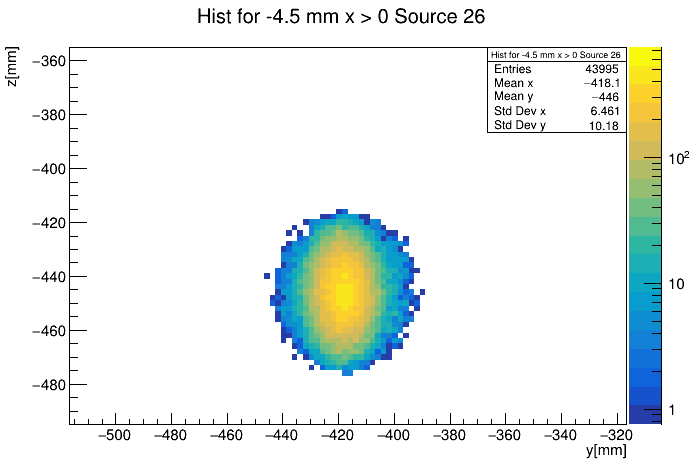 Hist for -4.5 mm x > 0 Source 26
z[mm]
Hist for -4.5 mm x > 0 Source 26
Entries 43995
Mean x −418.1
Mean y −446
Std Dev x 6.461
Std Dev y 10.18
−360
−380
−400
−420
−440
−460
−480
10²
10
1
−500 −480 −460 −440 −420 −400 −380 −360 −340 −320
y[mm]